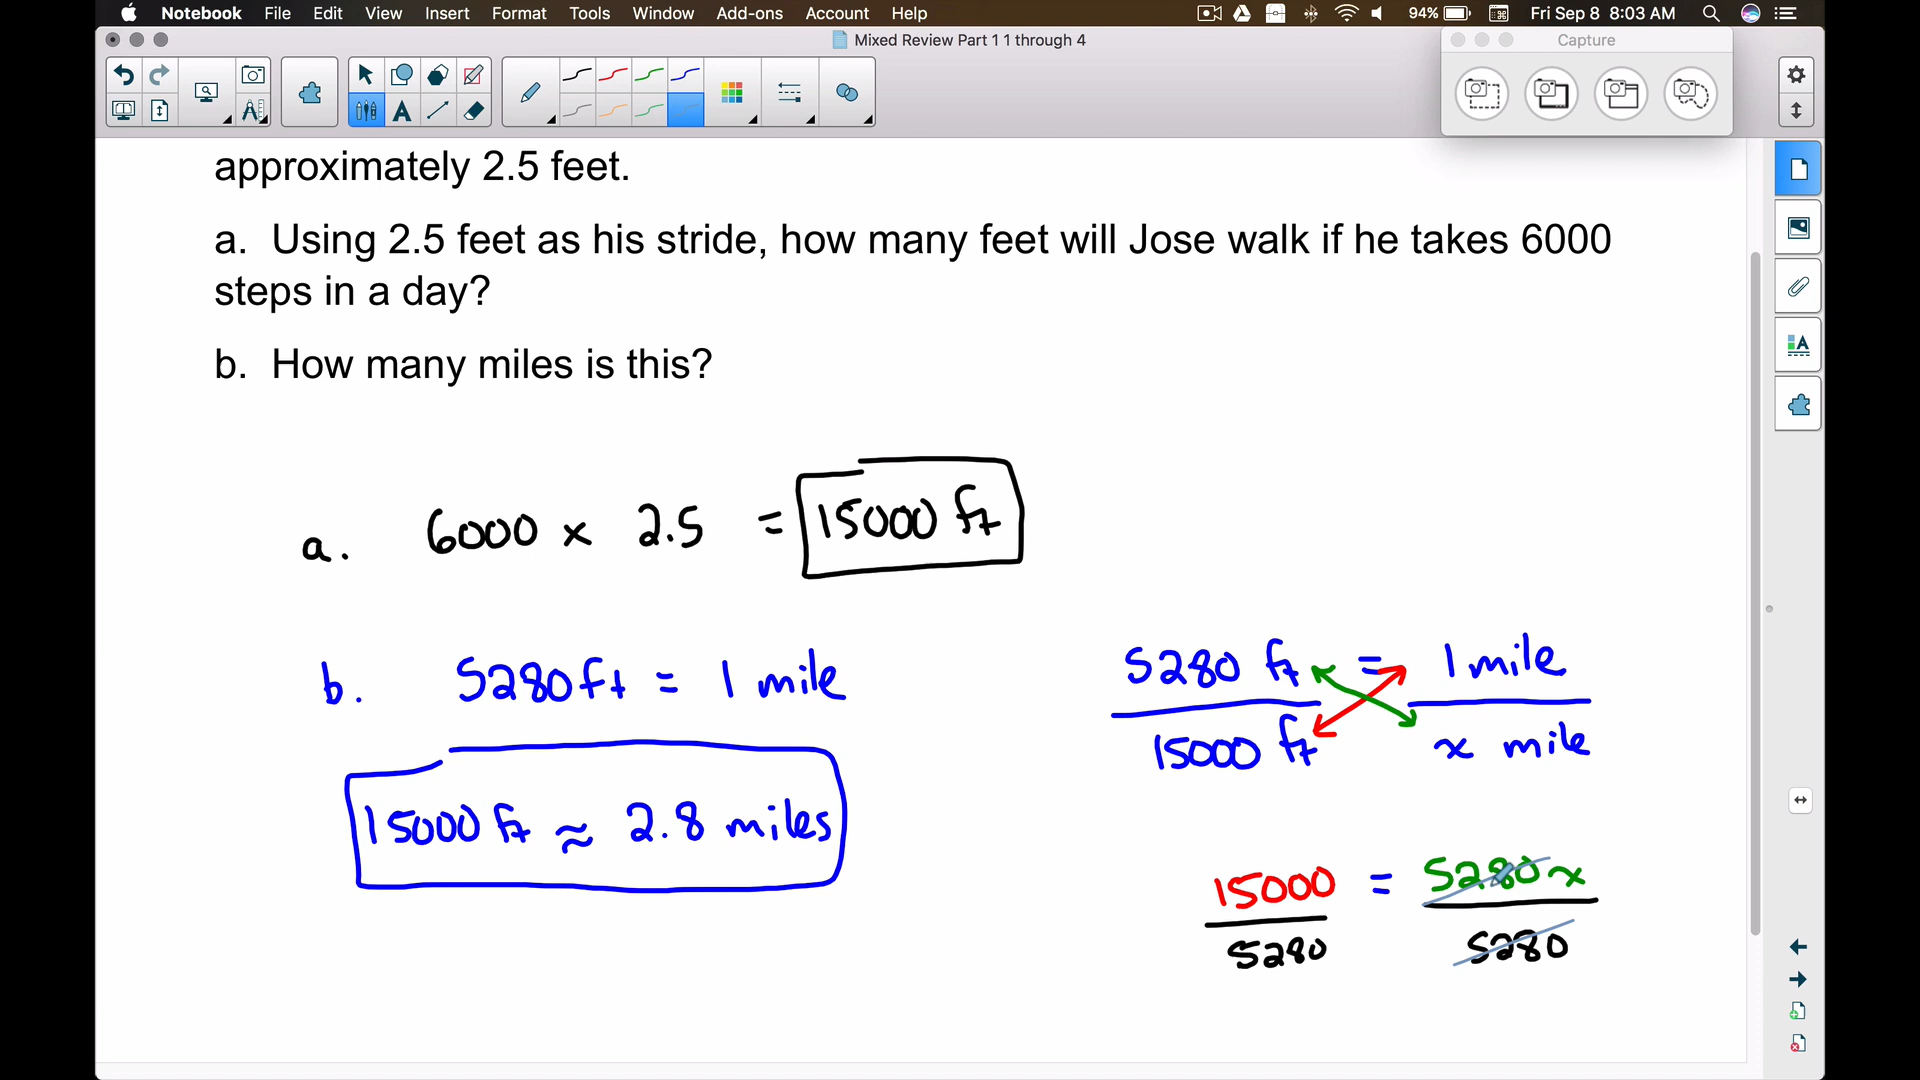 Notebook File Edit View Insert Format Tools Window Add-ons Account Help 94% Fri Sep 8 8:03 AM
Mixed Review Part 1 1 through 4
Capture
approximately 2.5 feet.
a. Using 2.5 feet as his stride, how many feet will Jose walk if he takes 6000
steps in a day?
b. How many miles is this?
a. 6000 x 2.5 = 15000 ft
b. 5280 ft = 1 mile
15000 ft ≈ 2.8 miles
5280 ft = 1 mile
15000 ft x mile
15000 = 5280x
5280 5280